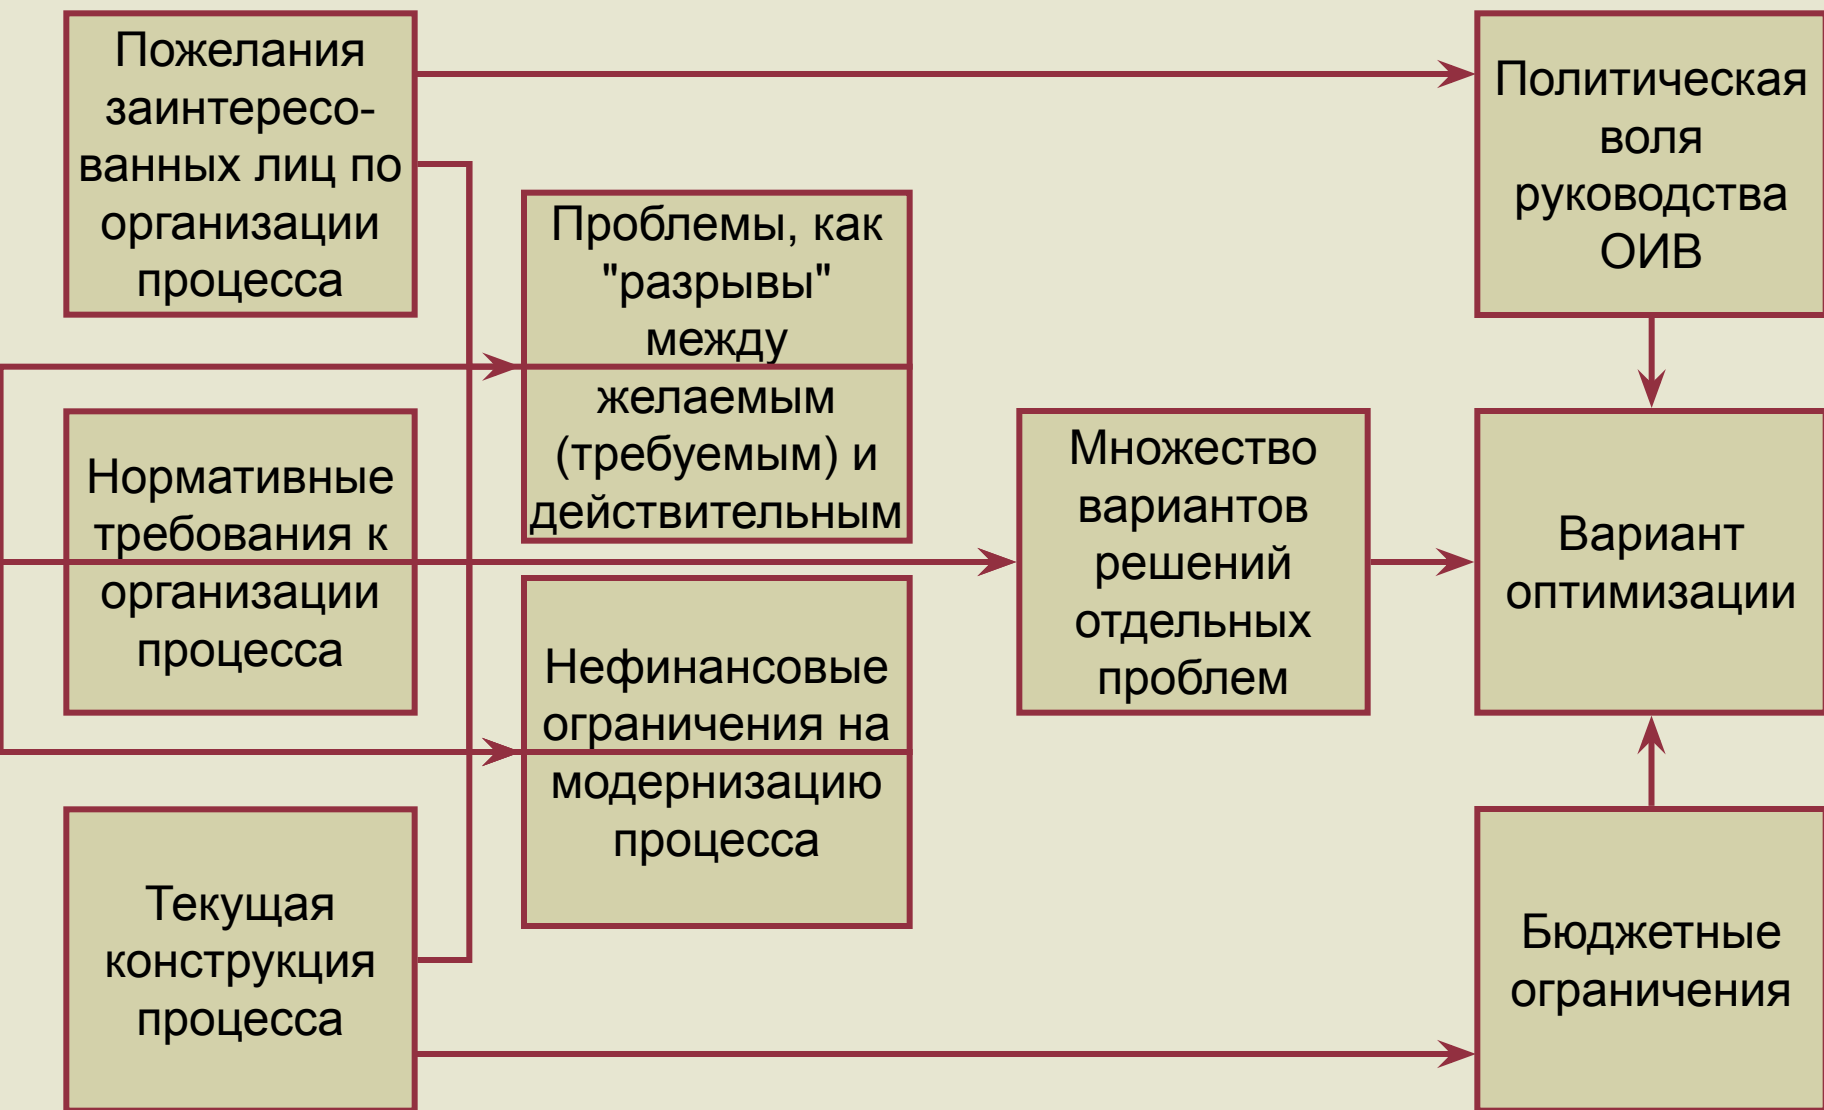 Пожелания
заинтересо-
ванных лиц по
организации
процесса
Нормативные
требования к
организации
процесса
Текущая
конструкция
процесса
Проблемы, как
"разрывы"
между
желаемым
(требуемым) и
действительным
Нефинансовые
ограничения на
модернизацию
процесса
Множество
вариантов
решений
отдельных
проблем
Политическая
воля
руководства
ОИВ
Вариант
оптимизации
Бюджетные
ограничения